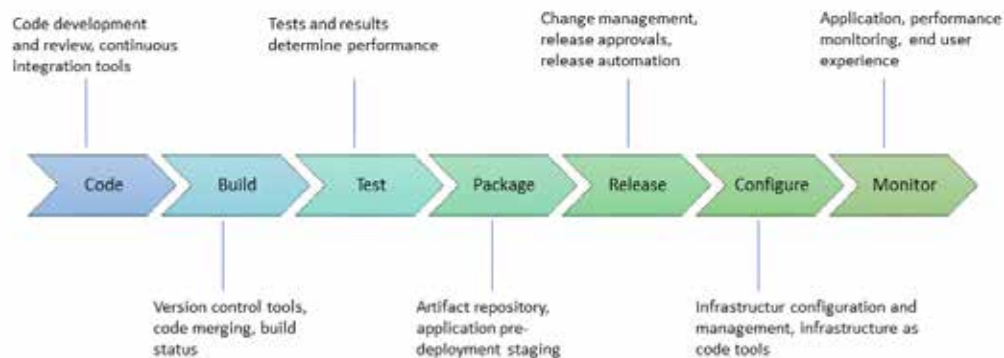 Code development
and review, continuous
integration tools
Tests and results
determine performance
Change management,
release approvals,
release automation
Application, performance
monitoring, end user
experience
Code
Build
Test
Package
Release
Configure
Monitor
Version control tools,
code merging, build
status
Artifact repository,
application pre-
deployment staging
Infrastructur configuration and
management, infrastructure as
code tools